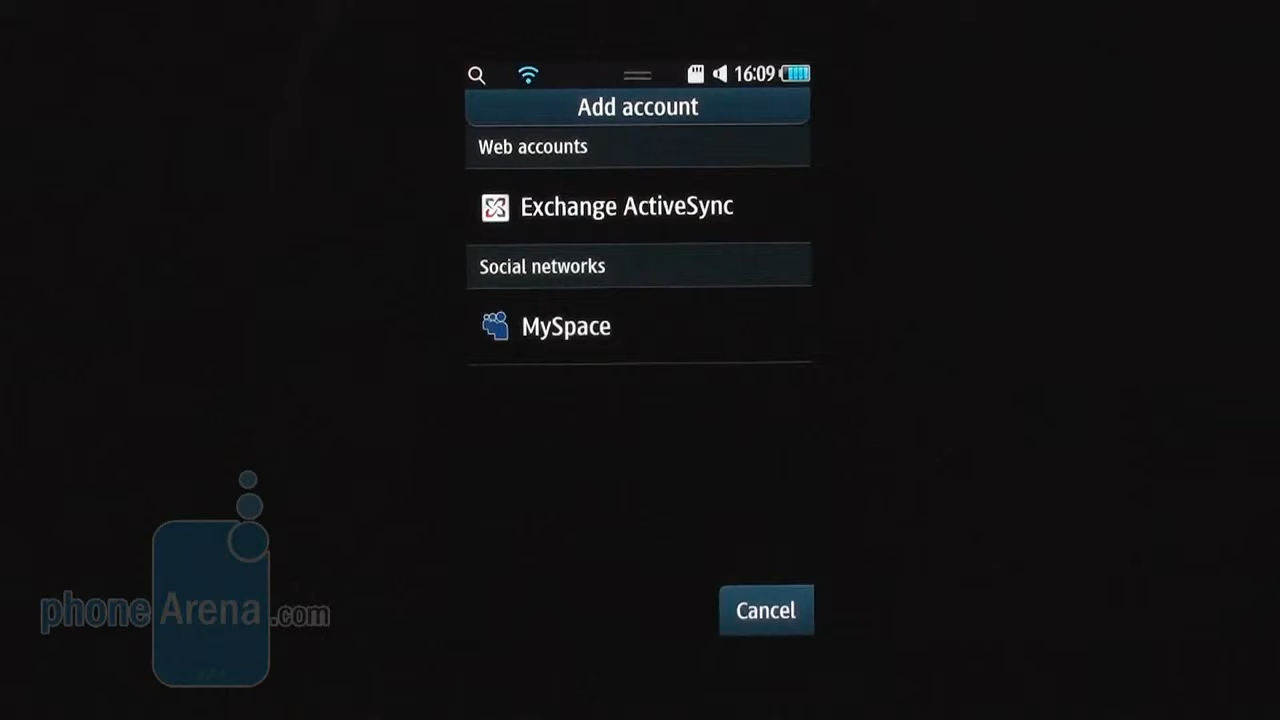 16:09
Add account
Web accounts
Exchange ActiveSync
Social networks
MySpace
Cancel
phoneArena.com